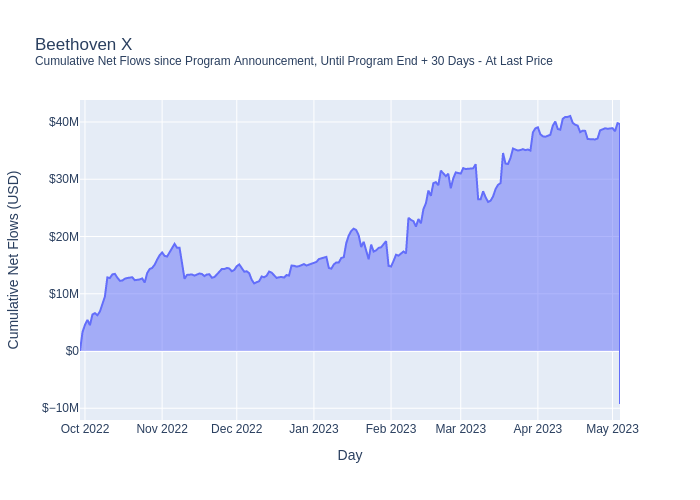 Beethoven X
Cumulative Net Flows since Program Announcement, Until Program End + 30 Days - At Last Price
Cumulative Net Flows (USD)
$40M
$30M
$20M
$10M
$0
$−10M
Oct 2022
Nov 2022
Dec 2022
Jan 2023
Feb 2023
Mar 2023
Apr 2023
May 2023
Day